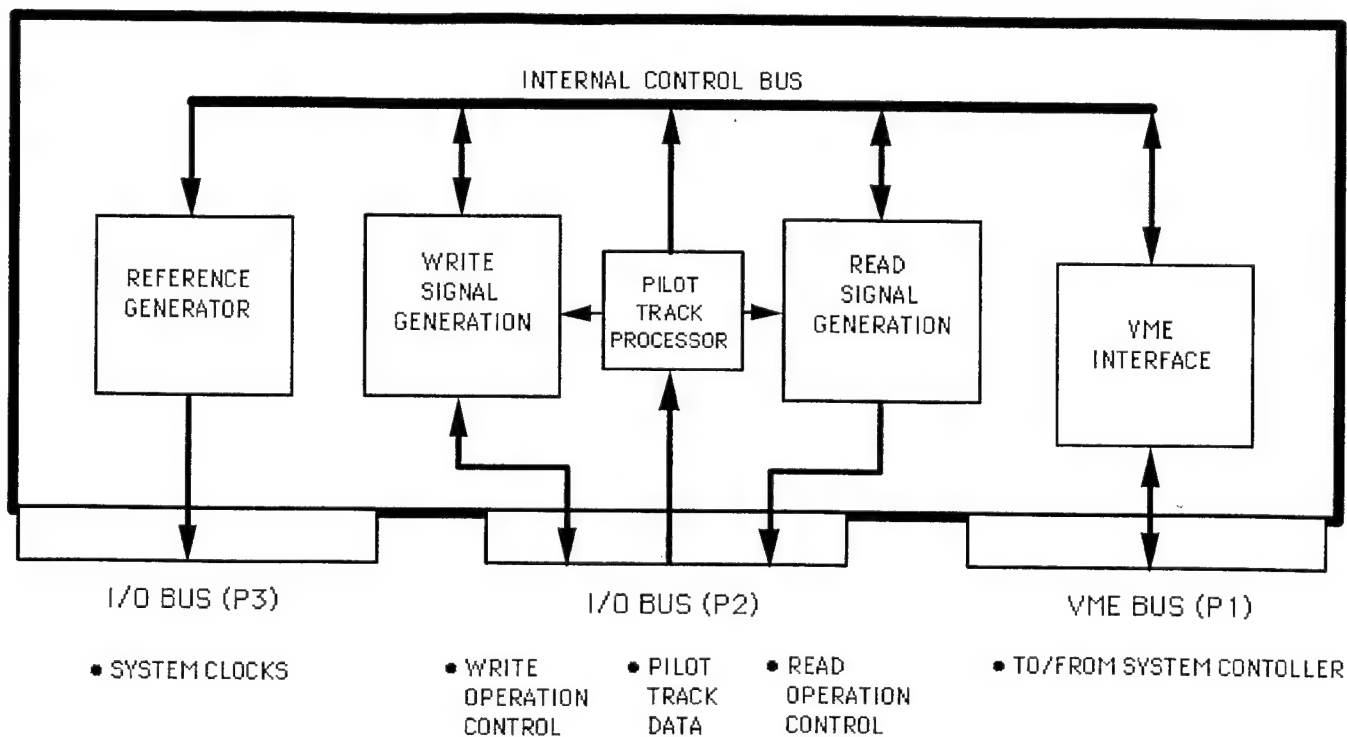 INTERNAL CONTROL BUS
REFERENCE
GENERATOR
WRITE
SIGNAL
GENERATION
PILOT
TRACK
PROCESSOR
READ
SIGNAL
GENERATION
VME
INTERFACE
I/O BUS (P3)
I/O BUS (P2)
VME BUS (P1)
• SYSTEM CLOCKS
• WRITE
OPERATION
CONTROL
• PILOT
TRACK
DATA
• READ
OPERATION
CONTROL
• TO/FROM SYSTEM CONTOLLER